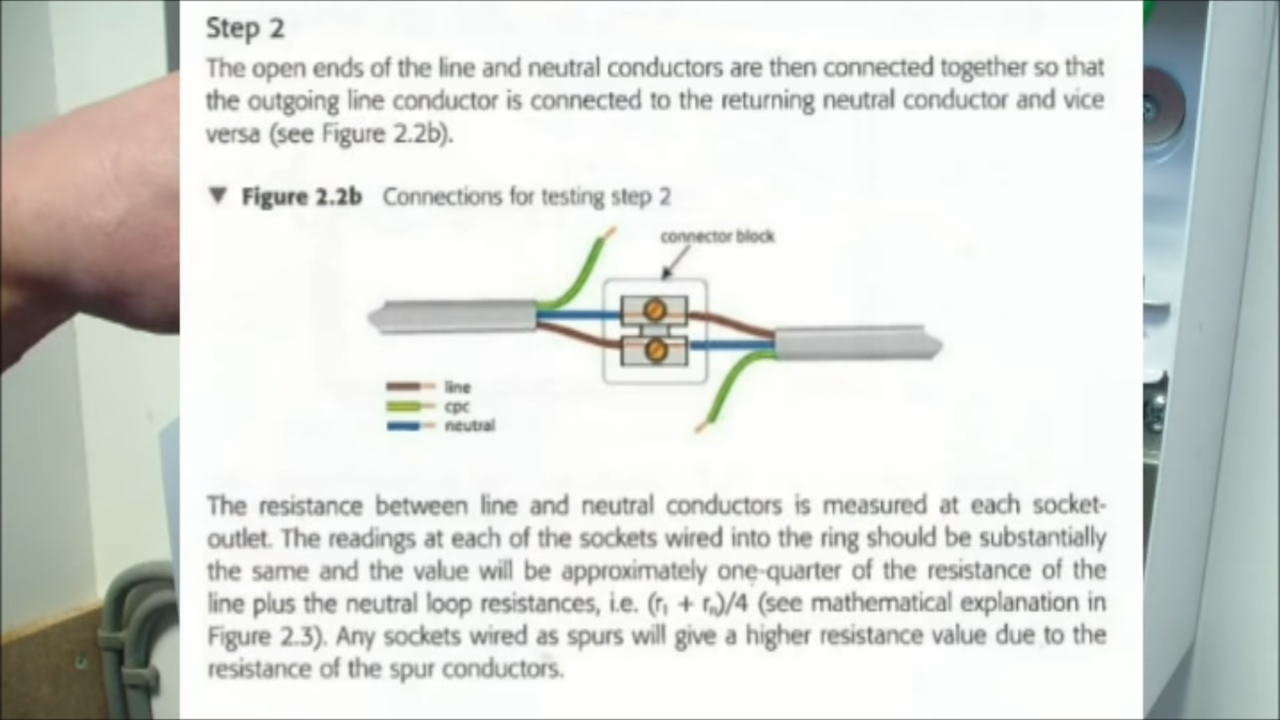 Step 2
The open ends of the line and neutral conductors are then connected together so that
the outgoing line conductor is connected to the returning neutral conductor and vice
versa (see Figure 2.2b).
▼ Figure 2.2b Connections for testing step 2
connector block
line
cpc
neutral
The resistance between line and neutral conductors is measured at each socket-
outlet. The readings at each of the sockets wired into the ring should be substantially
the same and the value will be approximately one-quarter of the resistance of the
line plus the neutral loop resistances, i.e. (r₁ + rₙ)/4 (see mathematical explanation in
Figure 2.3). Any sockets wired as spurs will give a higher resistance value due to the
resistance of the spur conductors.